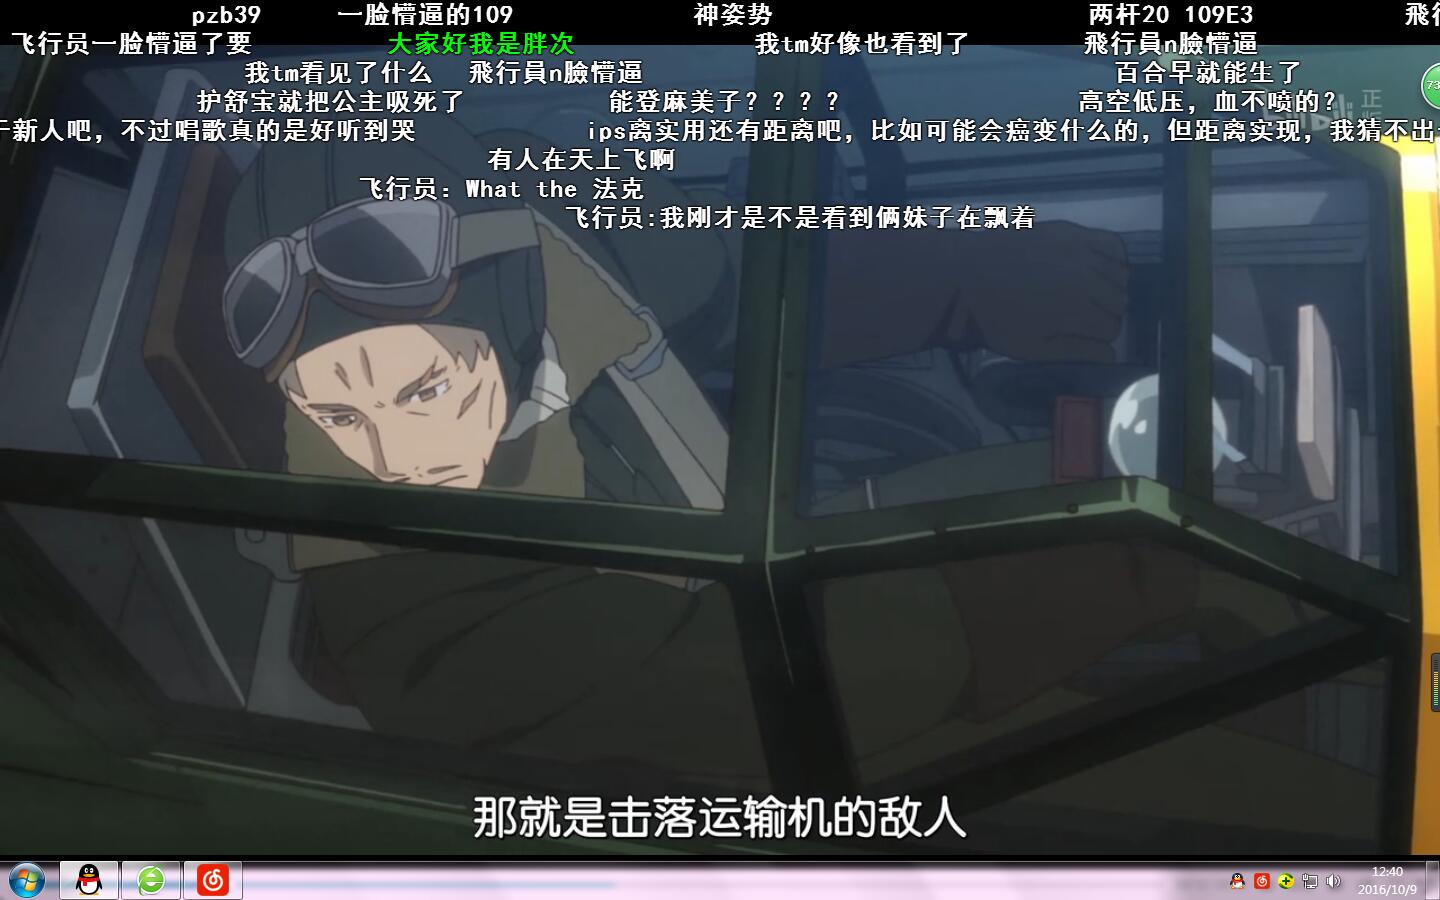 pzb39 一脸懵逼的109 神姿势 两杆20 109E3 飛行
飞行员一脸懵逼了要 大家好我是胖次 我tm好像也看到了 飛行員n臉懵逼
我tm看见了什么 飛行員n臉懵逼 百合早就能生了
护舒宝就把公主吸死了 能登麻美子？？？？ 高空低压，血不喷的？ 正
新人吧，不过唱歌真的是好听到哭 ips离实用还有距离吧，比如可能会癌变什么的，但距离实现，我猜不出
有人在天上飞啊
飞行员：What the 法克
飞行员:我刚才是不是看到俩妹子在飘着
73
那就是击落运输机的敌人
12:40
2016/10/9